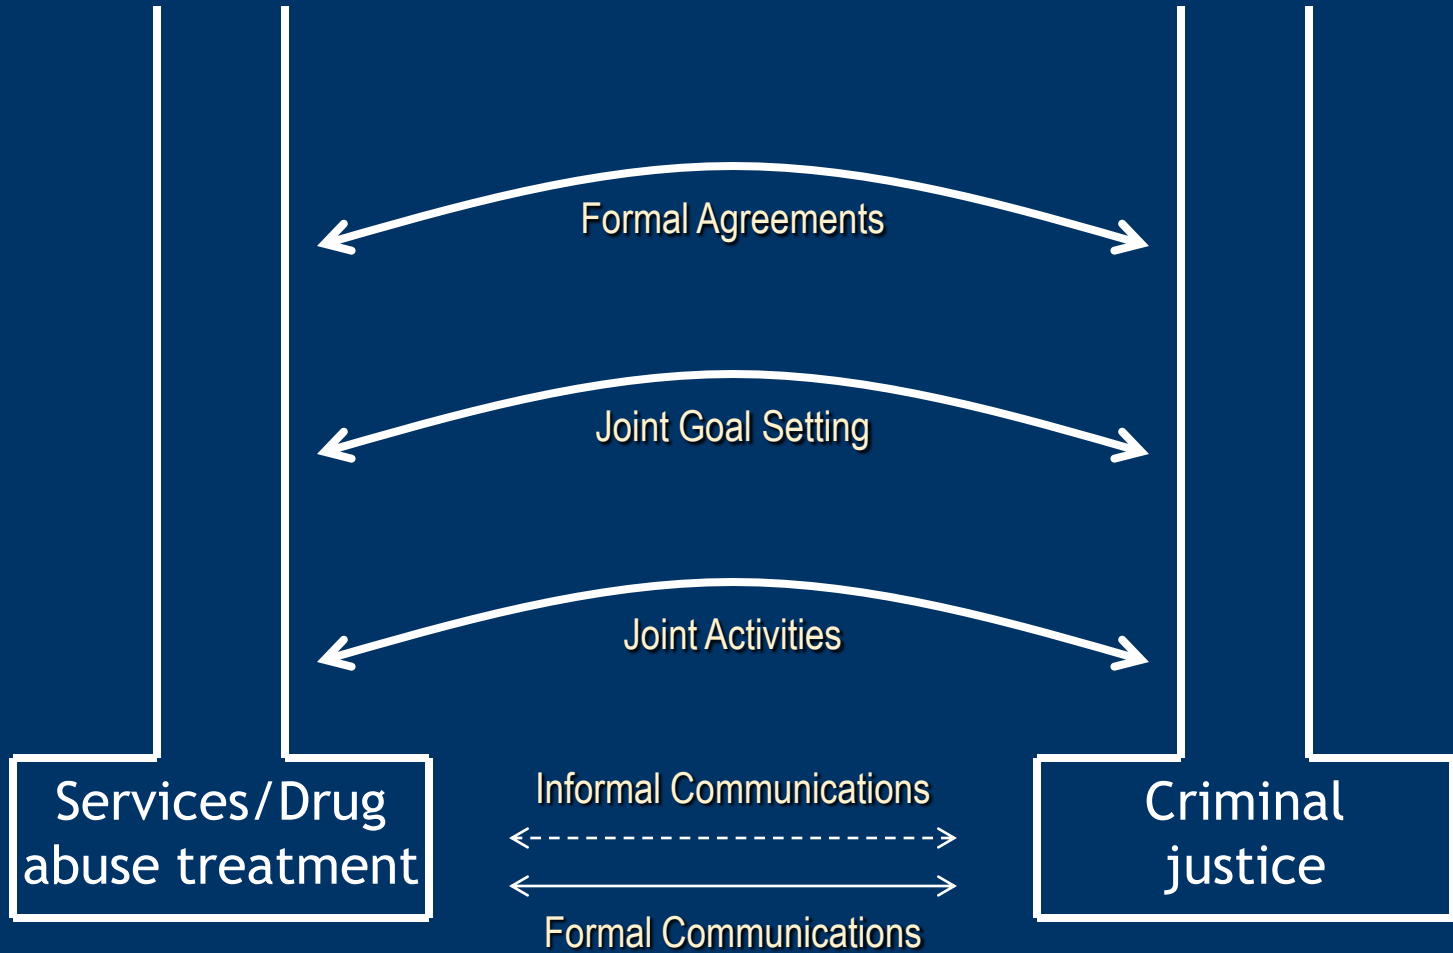 Formal Agreements
Joint Goal Setting
Joint Activities
Services/Drug
abuse treatment
Informal Communications
Formal Communications
Criminal
justice